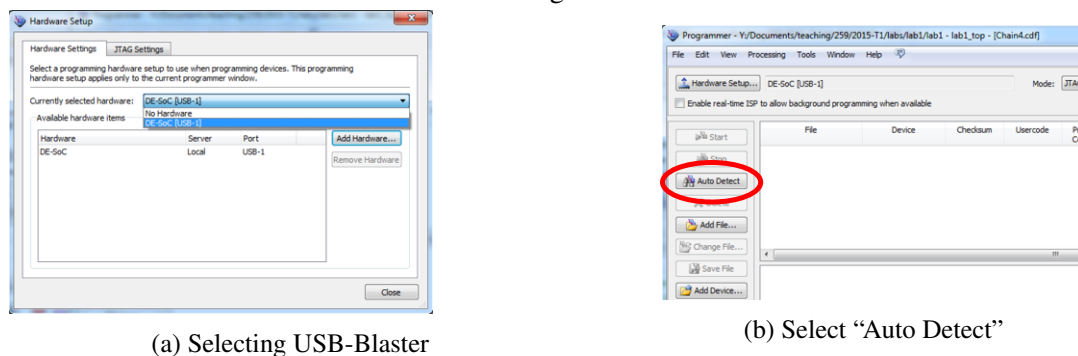 Hardware Setup
Hardware Settings
JTAG Settings
Select a programming hardware setup to use when programming devices. This programming
hardware setup applies only to the current programmer window.
Currently selected hardware:
DE-SoC [USB-1]
No Hardware
DE-SoC [USB-1]
Available hardware items
Hardware Server Port
DE-SoC Local USB-1
Add Hardware...
Remove Hardware
Close
(a) Selecting USB-Blaster
Programmer - Y:/Documents/teaching/259/2015-T1/labs/lab1/lab1 - lab1_top - [Chain4.cdf]
File Edit View Processing Tools Window Help
Hardware Setup... DE-SoC [USB-1] Mode: JTA
Enable real-time ISP to allow background programming when available
File Device Checksum Usercode
Start
Stop
Auto Detect
Add File...
Change File...
Save File
Add Device...
(b) Select “Auto Detect”